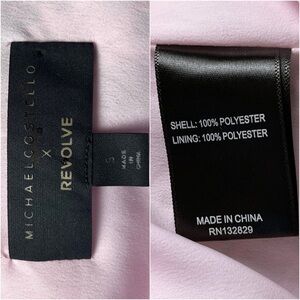 MICHAEL COSTELLO
X
REVOLVE
S
MADE
IN
CHINA
SHELL: 100% POLYESTER
LINING: 100% POLYESTER
MADE IN CHINA
RN132829